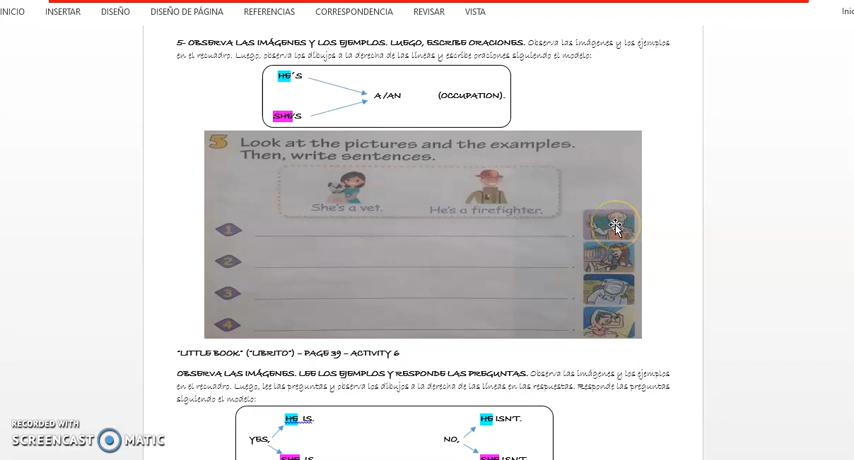 INICIO INSERTAR DISEÑO DISEÑO DE PÁGINA REFERENCIAS CORRESPONDENCIA REVISAR VISTA Inic
5- OBSERVA LAS IMÁGENES Y LOS EJEMPLOS. LUEGO, ESCRIBE ORACIONES. Observa las imágenes y los ejemplos
en el recuadro. Luego, observa los dibujos a la derecha de las líneas y escribe oraciones siguiendo el modelo:
HE´S
A /AN (OCCUPATION).
SHE'S
5 Look at the pictures and the examples.
Then, write sentences.
She's a vet. He's a firefighter.
1 .
2 .
3 .
4 .
"LITTLE BOOK" ("LIBRITO") – PAGE 39 – ACTIVITY 6
OBSERVA LAS IMÁGENES. LEE LOS EJEMPLOS Y RESPONDE LAS PREGUNTAS. Observa las imágenes y los ejemplos
en el recuadro. Luego, lee las preguntas y observa los dibujos a la derecha de las líneas en las respuestas. Responde las preguntas
siguiendo el modelo:
HE IS. HE ISN'T.
YES, NO,
SHE IS. SHE ISN'T.
RECORDED WITH
SCREENCAST MATIC